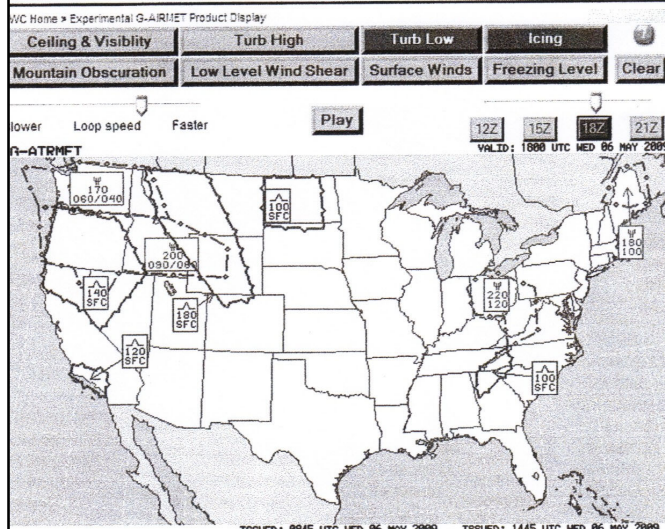 WC Home » Experimental G-AIRMET Product Display
Ceiling & Visiblity Turb High Turb Low Icing
Mountain Obscuration Low Level Wind Shear Surface Winds Freezing Level Clear
lower Loop speed Faster Play 12Z 15Z 18Z 21Z
G-AIRMET VALID: 1800 UTC WED 06 MAY 2009
170
060/040
100
SFC
200
090/080
180
100
140
SFC
220
120
180
SFC
120
SFC
100
SFC
ISSUED: 0845 UTC WED 06 MAY 2009 ISSUED: 1445 UTC WED 06 MAY 2009